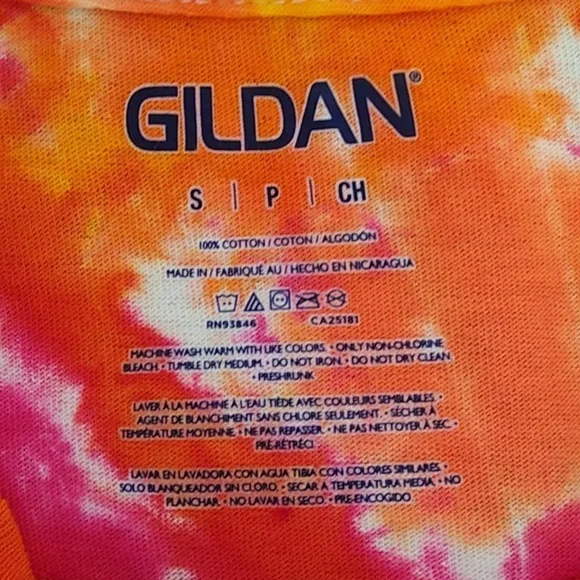 GILDAN®
S | P | CH
100% COTTON / COTON / ALGODÓN
MADE IN / FABRIQUÉ AU / HECHO EN NICARAGUA
RN93846 CA25181
MACHINE WASH WARM WITH LIKE COLORS. • ONLY NON-CHLORINE
BLEACH. • TUMBLE DRY MEDIUM. • DO NOT IRON. • DO NOT DRY CLEAN.
• PRESHRUNK
LAVER À LA MACHINE À L'EAU TIÈDE AVEC COULEURS SEMBLABLES. •
AGENT DE BLANCHIMENT SANS CHLORE SEULEMENT. • SÉCHER À
TEMPÉRATURE MOYENNE. • NE PAS REPASSER. • NE PAS NETTOYER À SEC. •
PRÉ-RÉTRÉCI.
LAVAR EN LAVADORA CON AGUA TIBIA CON COLORES SIMILARES. •
SOLO BLANQUEADOR SIN CLORO. • SECAR A TEMPERATURA MEDIA. • NO
PLANCHAR. • NO LAVAR EN SECO. • PRE-ENCOGIDO